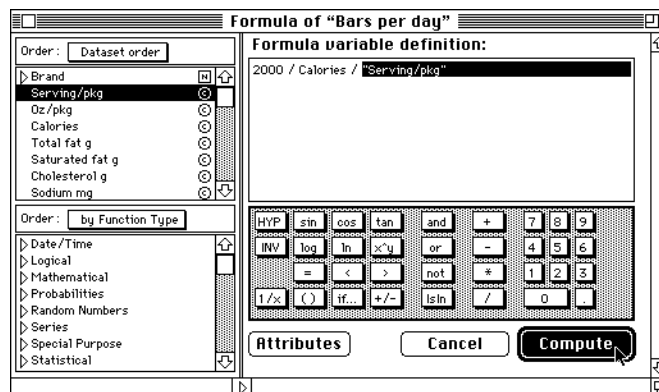 Formula of “Bars per day”
Order: Dataset order
Brand N
Serving/pkg C
Oz/pkg C
Calories C
Total fat g C
Saturated fat g C
Cholesterol g C
Sodium mg C
Order: by Function Type
Date/Time
Logical
Mathematical
Probabilities
Random Numbers
Series
Special Purpose
Statistical
Formula variable definition:
2000 / Calories / "Serving/pkg"
HYP sin cos tan and + 7 8 9
INV log ln x^y or - 4 5 6
= < > not * 1 2 3
1/x () if... +/- IsIn / 0 .
Attributes Cancel Compute